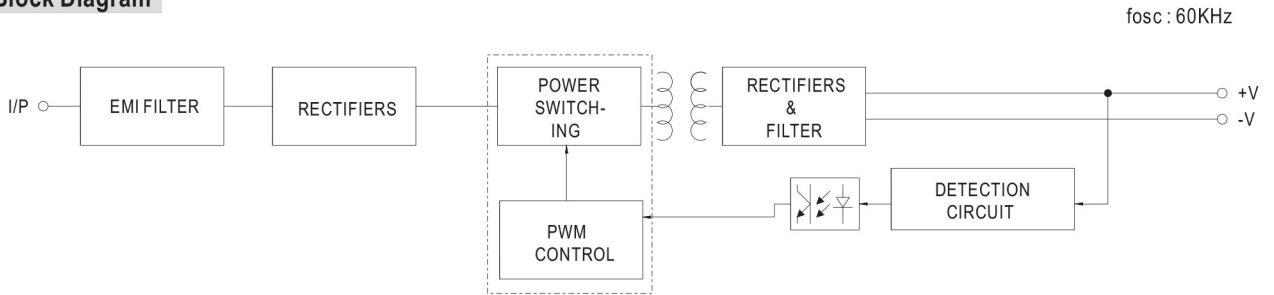 Block Diagram
fosc : 60KHz
I/P
EMI FILTER
RECTIFIERS
POWER
SWITCH-
ING
RECTIFIERS
&
FILTER
+V
-V
DETECTION
CIRCUIT
PWM
CONTROL